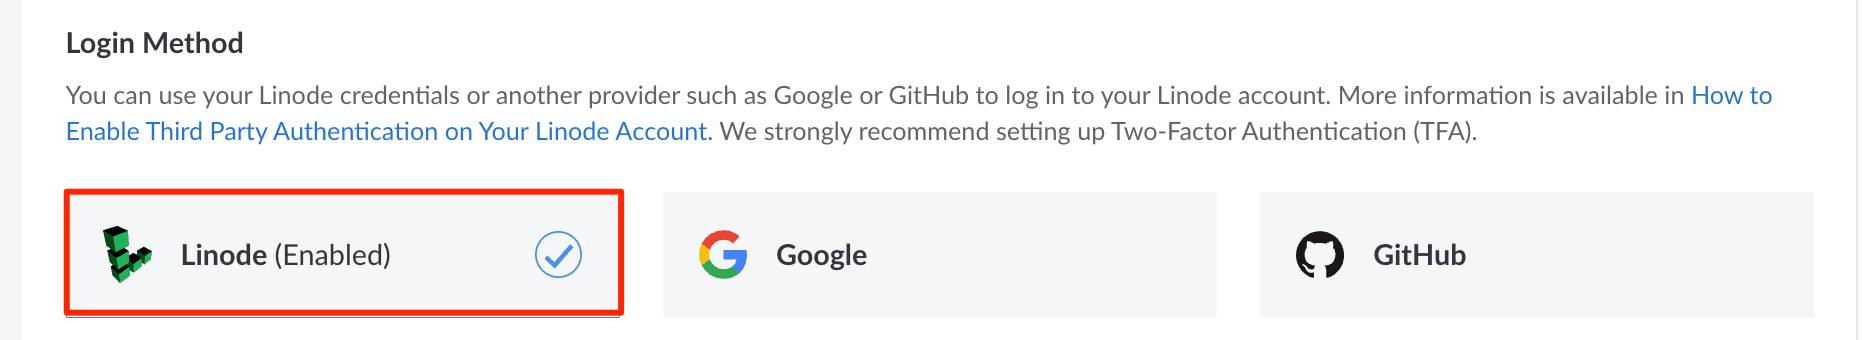 Login Method
You can use your Linode credentials or another provider such as Google or GitHub to log in to your Linode account. More information is available in How to
Enable Third Party Authentication on Your Linode Account. We strongly recommend setting up Two-Factor Authentication (TFA).
Linode (Enabled)
Google
GitHub